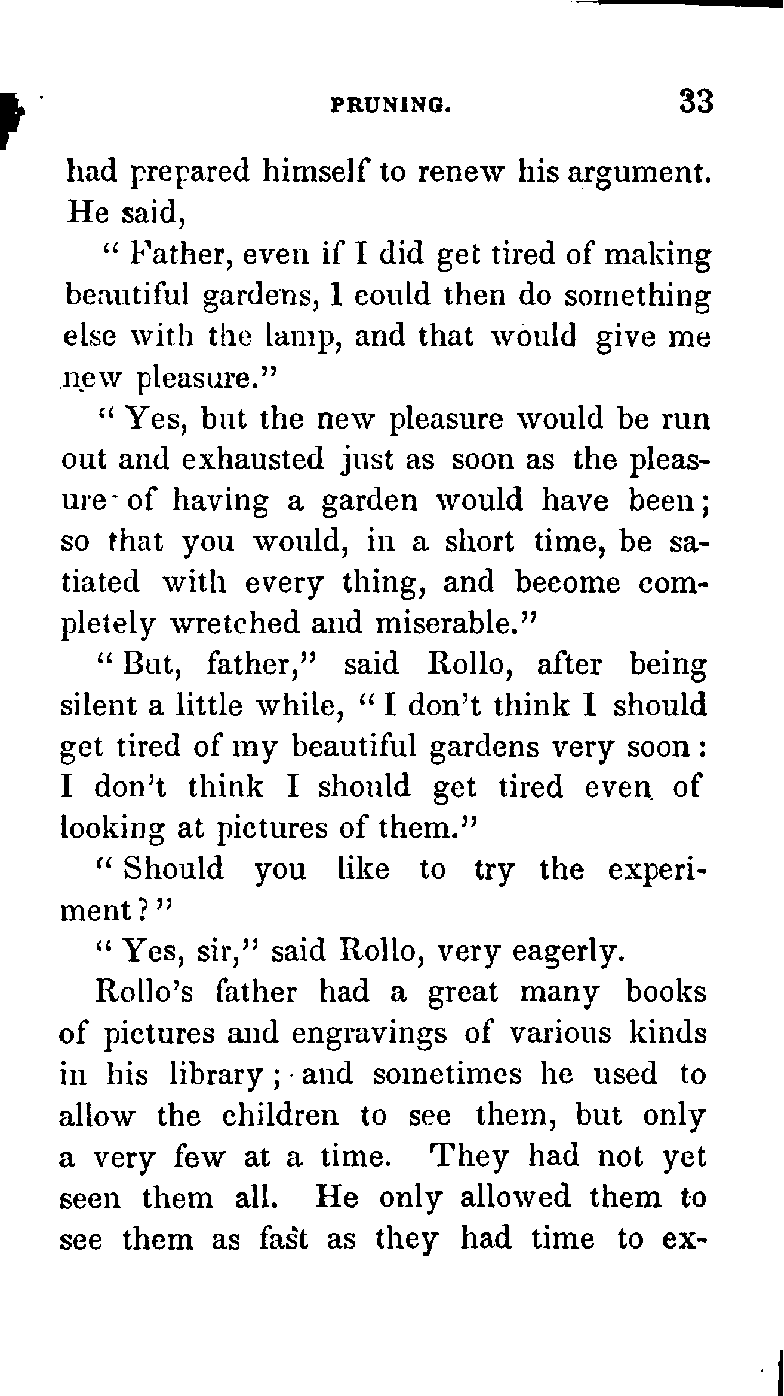 PRUNING. 33
had prepared himself to renew his argument.
He said,
" Father, even if I did get tired of making
beautiful gardens, I could then do something
else with the lamp, and that would give me
new pleasure."
" Yes, but the new pleasure would be run
out and exhausted just as soon as the pleas-
ure of having a garden would have been;
so that you would, in a short time, be sa-
tiated with every thing, and become com-
pletely wretched and miserable."
" But, father," said Rollo, after being
silent a little while, " I don't think I should
get tired of my beautiful gardens very soon :
I don't think I should get tired even of
looking at pictures of them."
" Should you like to try the experi-
ment ? "
" Yes, sir," said Rollo, very eagerly.
Rollo's father had a great many books
of pictures and engravings of various kinds
in his library ; and sometimes he used to
allow the children to see them, but only
a very few at a time. They had not yet
seen them all. He only allowed them to
see them as fast as they had time to ex-